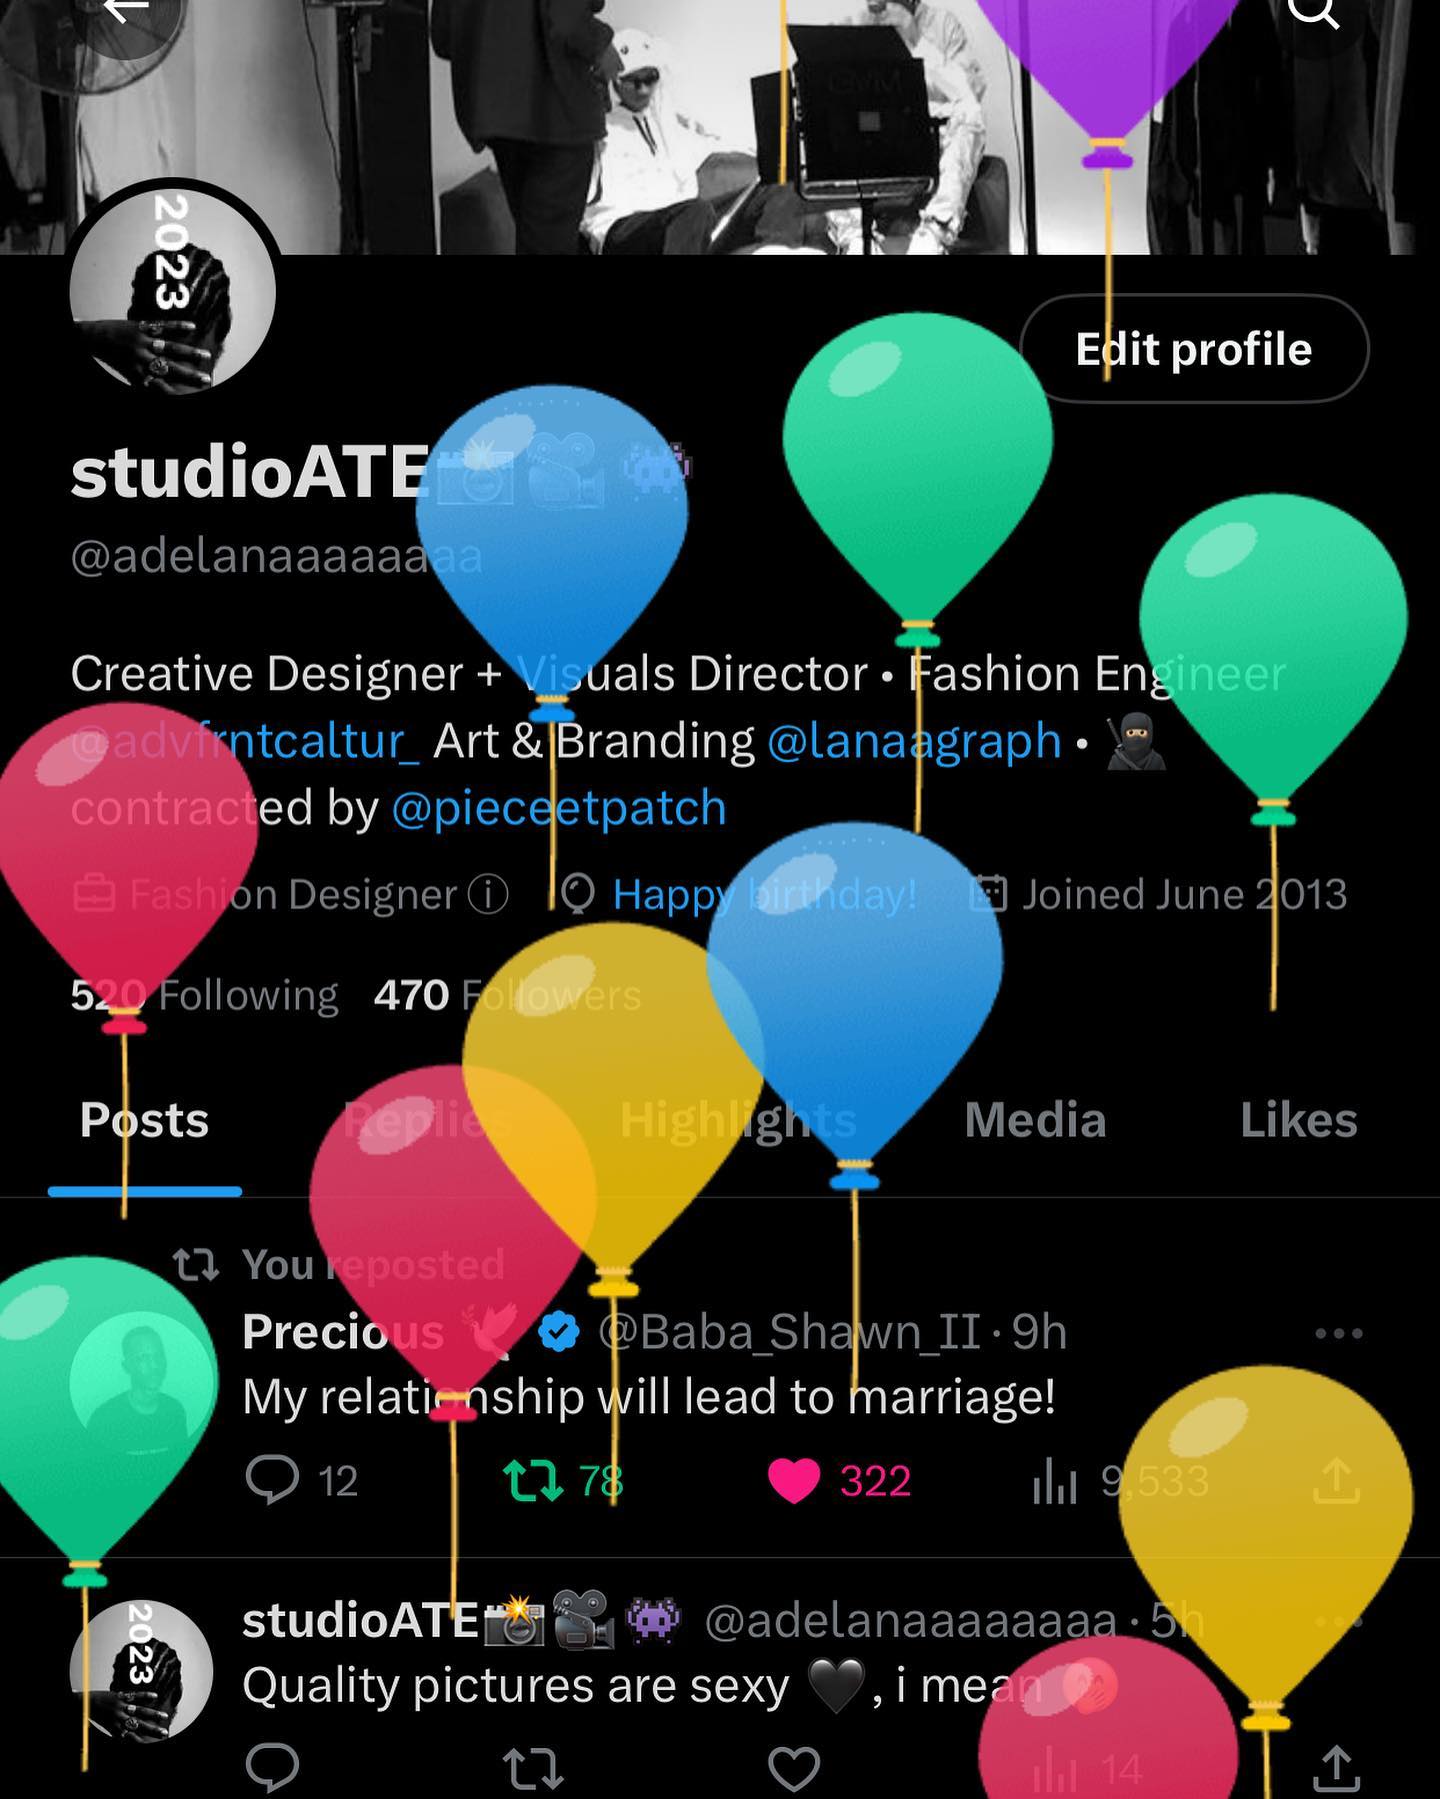 2023
Edit profile
studioATE📸🎥👾
@adelanaaaaaaaa
Creative Designer + Visuals Director • Fashion Engineer
@advfrntcaltur_ Art & Branding @lanaagraph • 🥷
contracted by @pieceetpatch
Fashion Designer ⓘ Happy birthday! Joined June 2013
520 Following 470 Followers
Posts Replies Highlights Media Likes
You reposted
Precious 🕊️ @Baba_Shawn_II · 9h
My relationship will lead to marriage!
12 78 322 9,533
2023
studioATE📸🎥👾 @adelanaaaaaaaa · 5h
Quality pictures are sexy 🖤, i mean 🥵
14